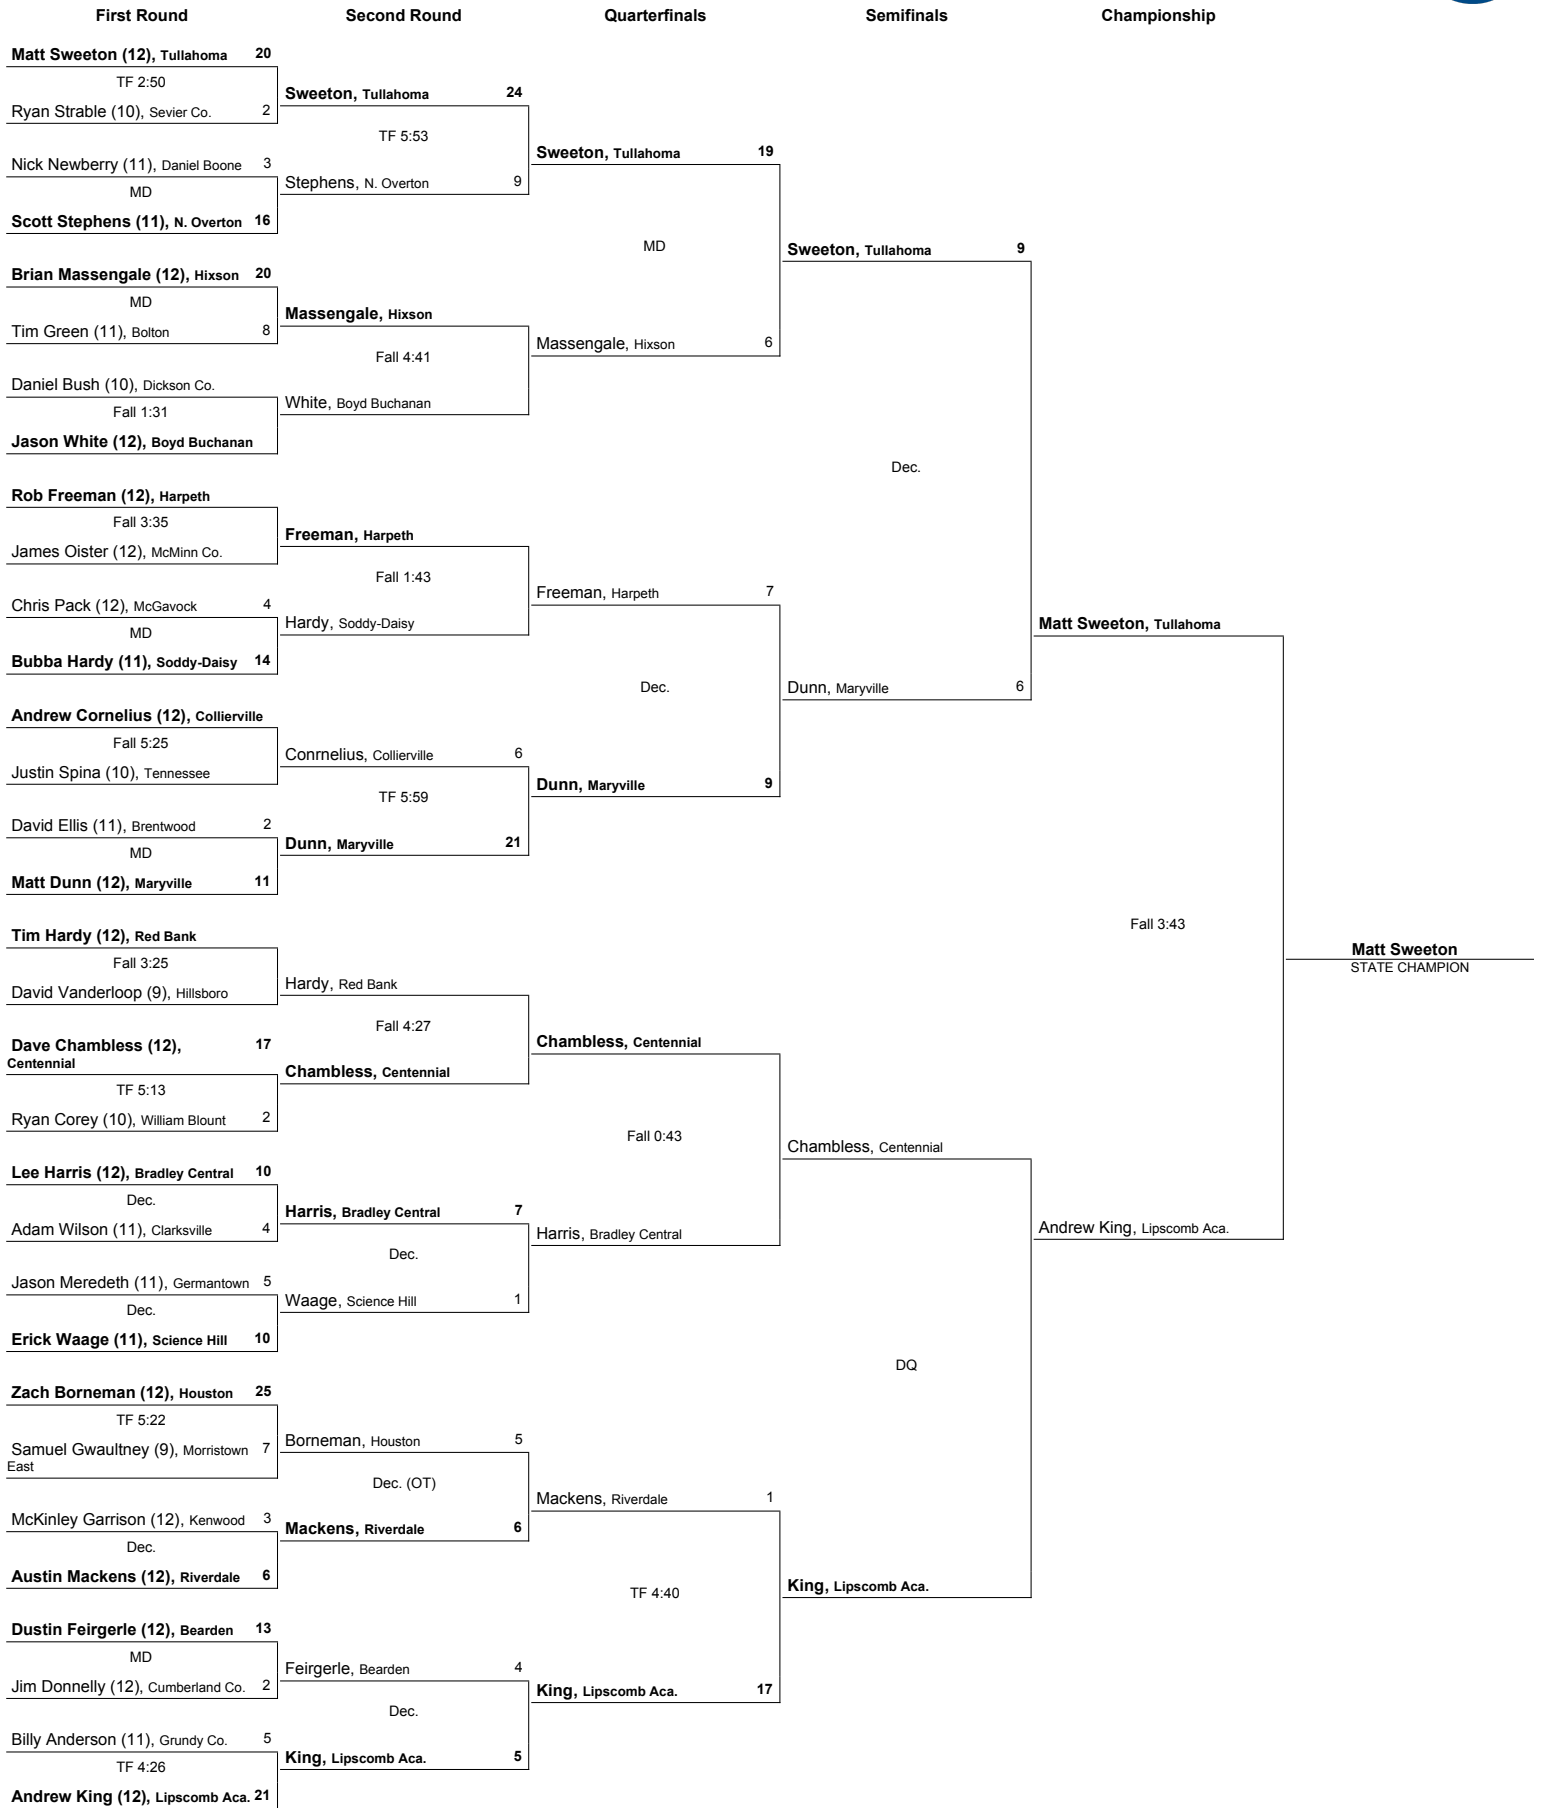 First Round Second Round Quarterfinals Semifinals Championship
Matt Sweeton (12), Tullahoma 20
TF 2:50
Ryan Strable (10), Sevier Co. 2
Nick Newberry (11), Daniel Boone 3
MD
Scott Stephens (11), N. Overton 16
Brian Massengale (12), Hixson 20
MD
Tim Green (11), Bolton 8
Daniel Bush (10), Dickson Co.
Fall 1:31
Jason White (12), Boyd Buchanan
Rob Freeman (12), Harpeth
Fall 3:35
James Oister (12), McMinn Co.
Chris Pack (12), McGavock 4
MD
Bubba Hardy (11), Soddy-Daisy 14
Andrew Cornelius (12), Collierville
Fall 5:25
Justin Spina (10), Tennessee
David Ellis (11), Brentwood 2
MD
Matt Dunn (12), Maryville 11
Tim Hardy (12), Red Bank
Fall 3:25
David Vanderloop (9), Hillsboro
Dave Chambless (12), 17
Centennial
TF 5:13
Ryan Corey (10), William Blount 2
Lee Harris (12), Bradley Central 10
Dec.
Adam Wilson (11), Clarksville 4
Jason Meredeth (11), Germantown 5
Dec.
Erick Waage (11), Science Hill 10
Zach Borneman (12), Houston 25
TF 5:22
Samuel Gwaultney (9), Morristown 7
East
McKinley Garrison (12), Kenwood 3
Dec.
Austin Mackens (12), Riverdale 6
Dustin Feirgerle (12), Bearden 13
MD
Jim Donnelly (12), Cumberland Co. 2
Billy Anderson (11), Grundy Co. 5
TF 4:26
Andrew King (12), Lipscomb Aca. 21
Sweeton, Tullahoma 24
TF 5:53
Stephens, N. Overton 9
Massengale, Hixson
Fall 4:41
White, Boyd Buchanan
Freeman, Harpeth
Fall 1:43
Hardy, Soddy-Daisy
Conrnelius, Collierville 6
TF 5:59
Dunn, Maryville 21
Hardy, Red Bank
Fall 4:27
Chambless, Centennial
Harris, Bradley Central 7
Dec.
Waage, Science Hill 1
Borneman, Houston 5
Dec. (OT)
Mackens, Riverdale 6
Feirgerle, Bearden 4
Dec.
King, Lipscomb Aca. 5
Sweeton, Tullahoma 19
MD
Massengale, Hixson 6
Freeman, Harpeth 7
Dec.
Dunn, Maryville 9
Chambless, Centennial
Fall 0:43
Harris, Bradley Central
Mackens, Riverdale 1
TF 4:40
King, Lipscomb Aca. 17
Sweeton, Tullahoma 9
Dec.
Dunn, Maryville 6
Chambless, Centennial
DQ
King, Lipscomb Aca.
Matt Sweeton, Tullahoma
Fall 3:43
Andrew King, Lipscomb Aca.
Matt Sweeton
STATE CHAMPION